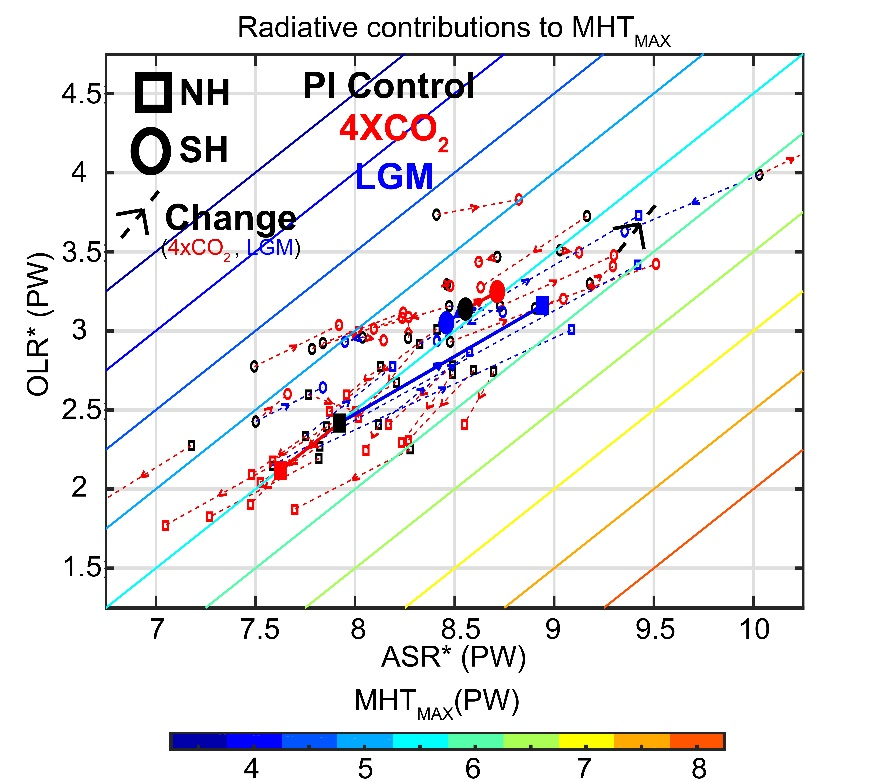 Radiative contributions to MHT_MAX
NH
SH
Change
(4xCO₂, LGM)
PI Control
4XCO₂
LGM
OLR* (PW)
4.5
4
3.5
3
2.5
2
1.5
7
7.5
8
8.5
9
9.5
10
ASR* (PW)
MHT_MAX(PW)
4
5
6
7
8